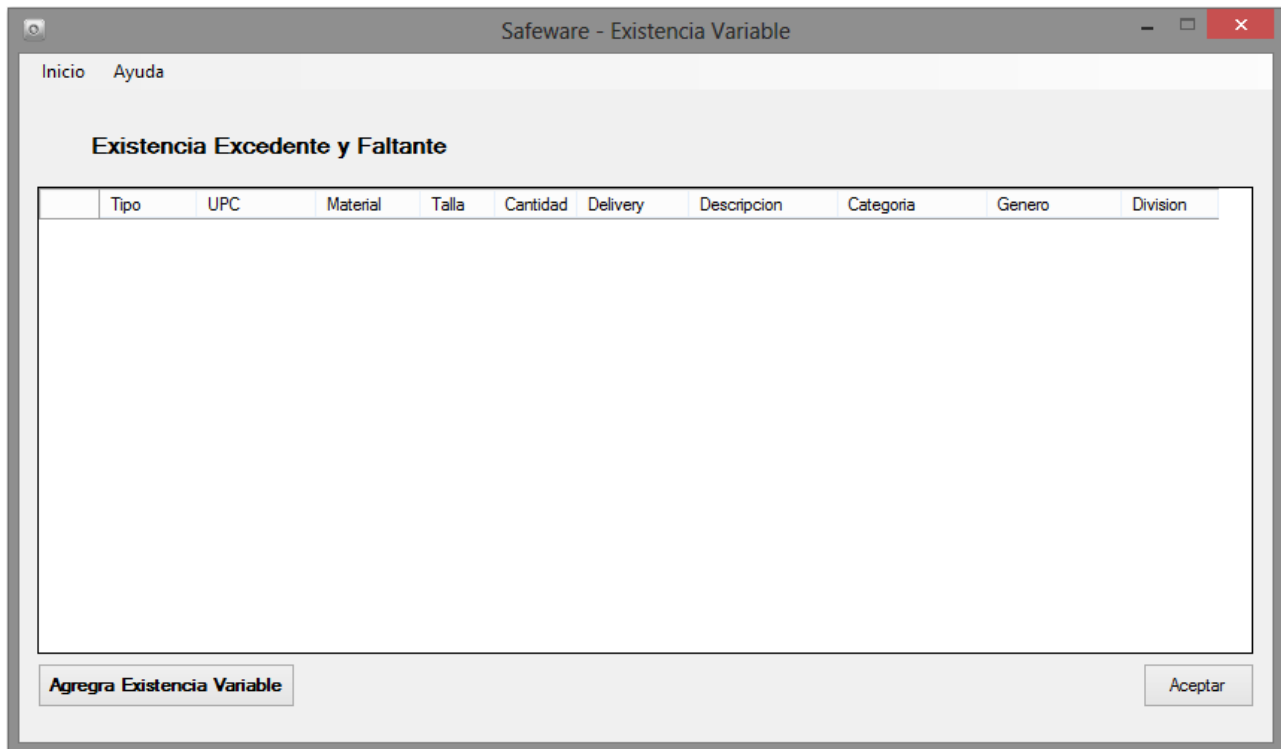 Safeware - Existencia Variable
Inicio Ayuda
Existencia Excedente y Faltante
Tipo UPC Material Talla Cantidad Delivery Descripcion Categoria Genero Division
Agregra Existencia Variable Aceptar